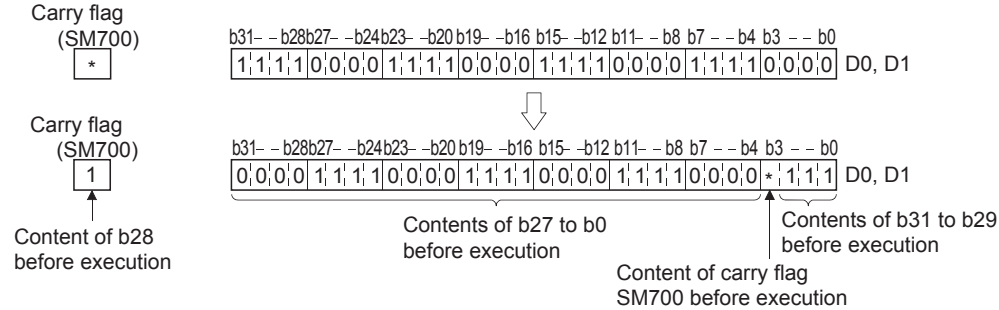 Carry flag
(SM700)
b31– – b28b27– –b24b23– –b20 b19– –b16 b15– –b12 b11– – b8 b7 – – b4 b3 – – b0
*
1 1 1 1 0 0 0 0 1 1 1 1 0 0 0 0 1 1 1 1 0 0 0 0 1 1 1 1 0 0 0 0 D0, D1
Carry flag
(SM700)
b31– – b28b27– –b24b23– –b20 b19– –b16 b15– –b12 b11– – b8 b7 – – b4 b3 – – b0
1
0 0 0 0 1 1 1 1 0 0 0 0 1 1 1 1 0 0 0 0 1 1 1 1 0 0 0 0 * 1 1 1 D0, D1
Content of b28
before execution
Contents of b27 to b0
before execution
Contents of b31 to b29
before execution
Content of carry flag
SM700 before execution